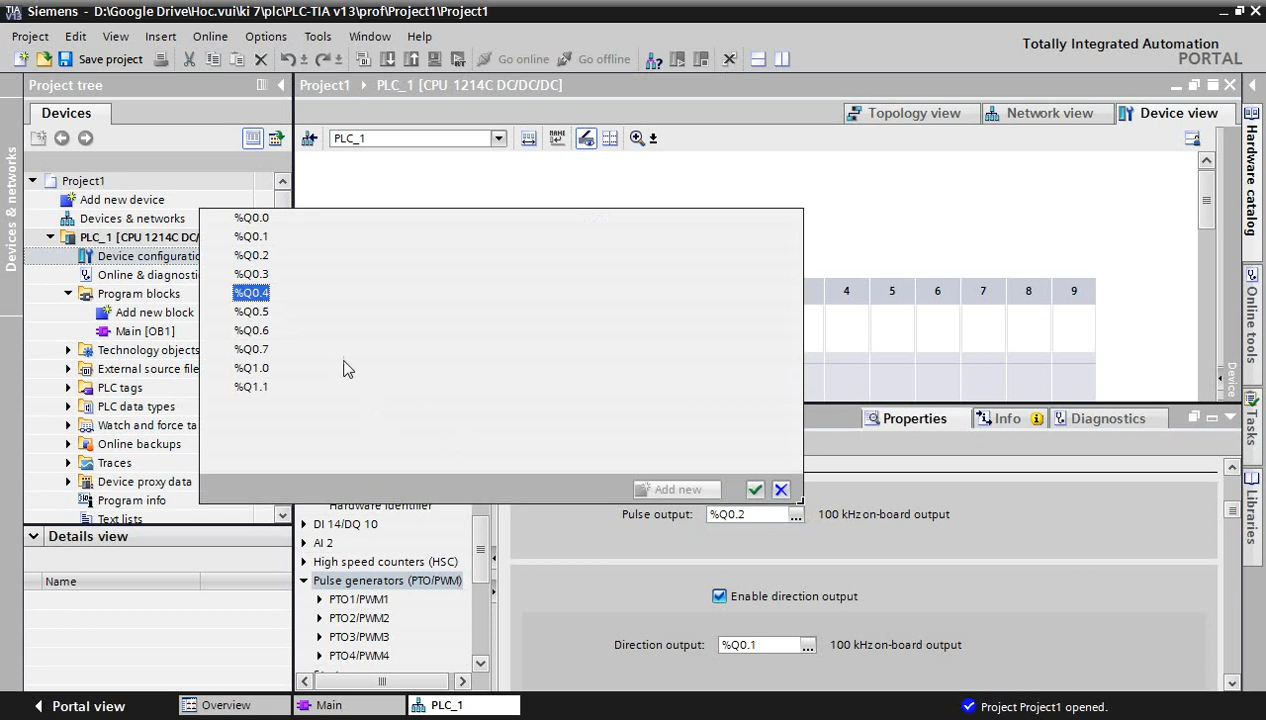 Siemens - D:\Google Drive\Hoc.vui\ki 7\plc\PLC-TIA v13\prof\Project1\Project1
Project Edit View Insert Online Options Tools Window Help
Totally Integrated Automation
PORTAL
Save project
Go online
Go offline
Project tree
Project1
PLC_1 [CPU 1214C DC/DC/DC]
Devices
Topology view
Network view
Device view
PLC_1
Devices & networks
Project1
Add new device
Devices & networks
PLC_1 [CPU 1214C DC/
Device configuratio
Online & diagnosti
Program blocks
Add new block
Main [OB1]
Technology objects
External source file
PLC tags
PLC data types
Watch and force ta
Online backups
Traces
Device proxy data
Program info
Text lists
%Q0.0
%Q0.1
%Q0.2
%Q0.3
%Q0.4
%Q0.5
%Q0.6
%Q0.7
%Q1.0
%Q1.1
Add new
4 5 6 7 8 9
Properties
Info
Diagnostics
Details view
Name
Hardware identifier
DI 14/DQ 10
AI 2
High speed counters (HSC)
Pulse generators (PTO/PWM)
PTO1/PWM1
PTO2/PWM2
PTO3/PWM3
PTO4/PWM4
Pulse output: %Q0.2 ... 100 kHz on-board output
Enable direction output
Direction output: %Q0.1 ... 100 kHz on-board output
Hardware catalog
Online tools
Tasks
Libraries
Device
Portal view
Overview
Main
PLC_1
Project Project1 opened.